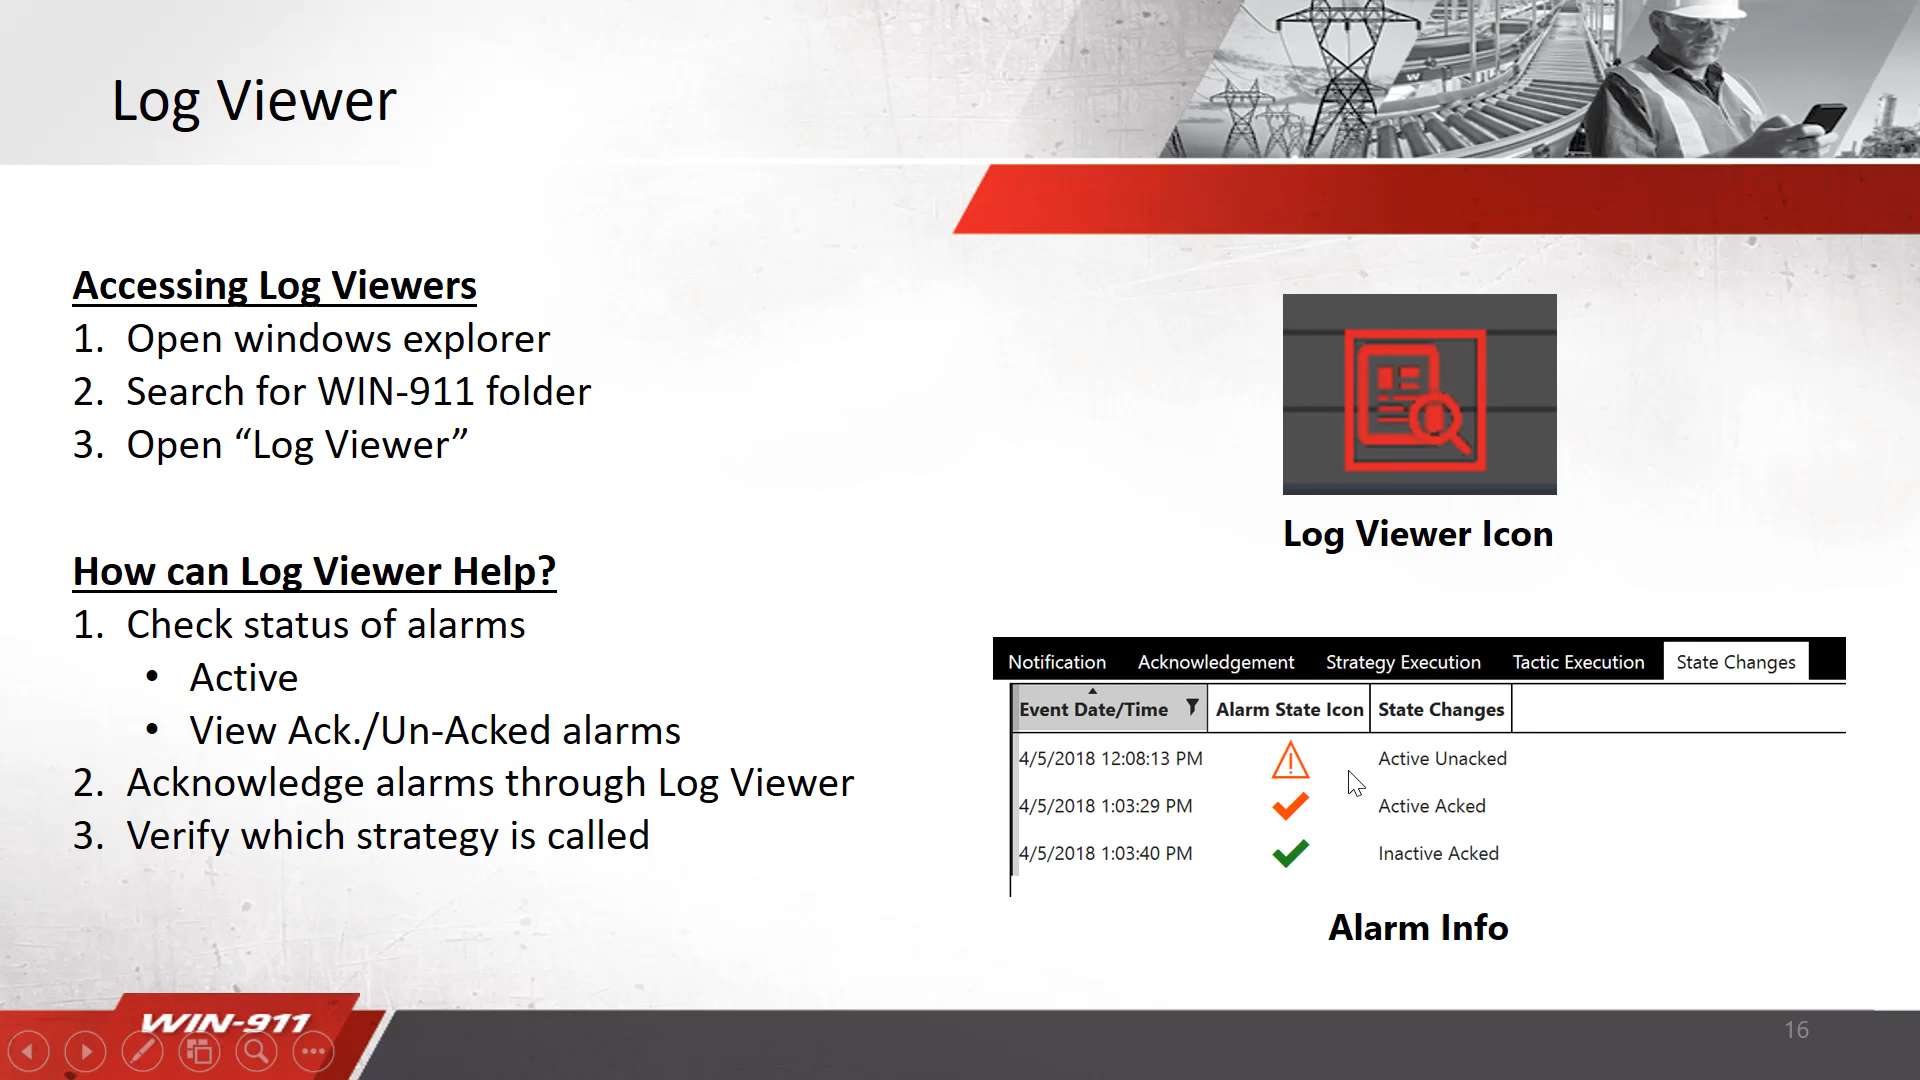 Log Viewer
Accessing Log Viewers
1. Open windows explorer
2. Search for WIN-911 folder
3. Open “Log Viewer”
How can Log Viewer Help?
1. Check status of alarms
• Active
• View Ack./Un-Acked alarms
2. Acknowledge alarms through Log Viewer
3. Verify which strategy is called
Log Viewer Icon
Notification Acknowledgement Strategy Execution Tactic Execution State Changes
Event Date/Time Alarm State Icon State Changes
4/5/2018 12:08:13 PM Active Unacked
4/5/2018 1:03:29 PM Active Acked
4/5/2018 1:03:40 PM Inactive Acked
Alarm Info
WIN-911
16